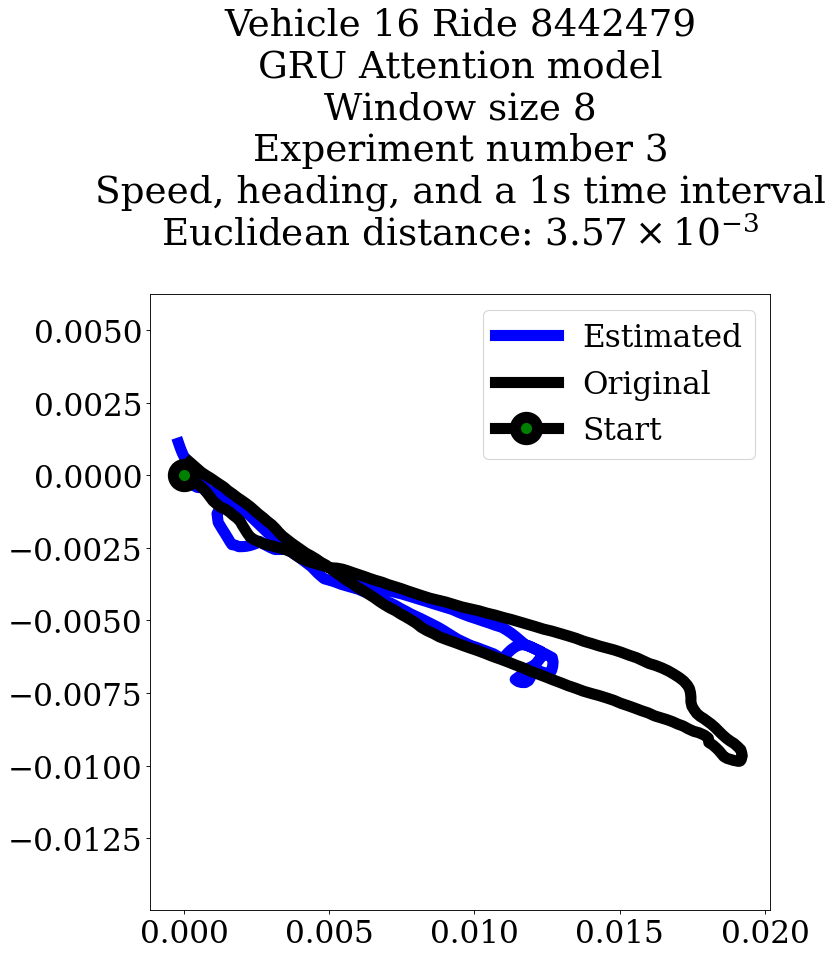 Vehicle 16 Ride 8442479
GRU Attention model
Window size 8
Experiment number 3
Speed, heading, and a 1s time interval
Euclidean distance: 3.57 × 10⁻³
Estimated
Original
Start
0.0050
0.0025
0.0000
−0.0025
−0.0050
−0.0075
−0.0100
−0.0125
0.000 0.005 0.010 0.015 0.020